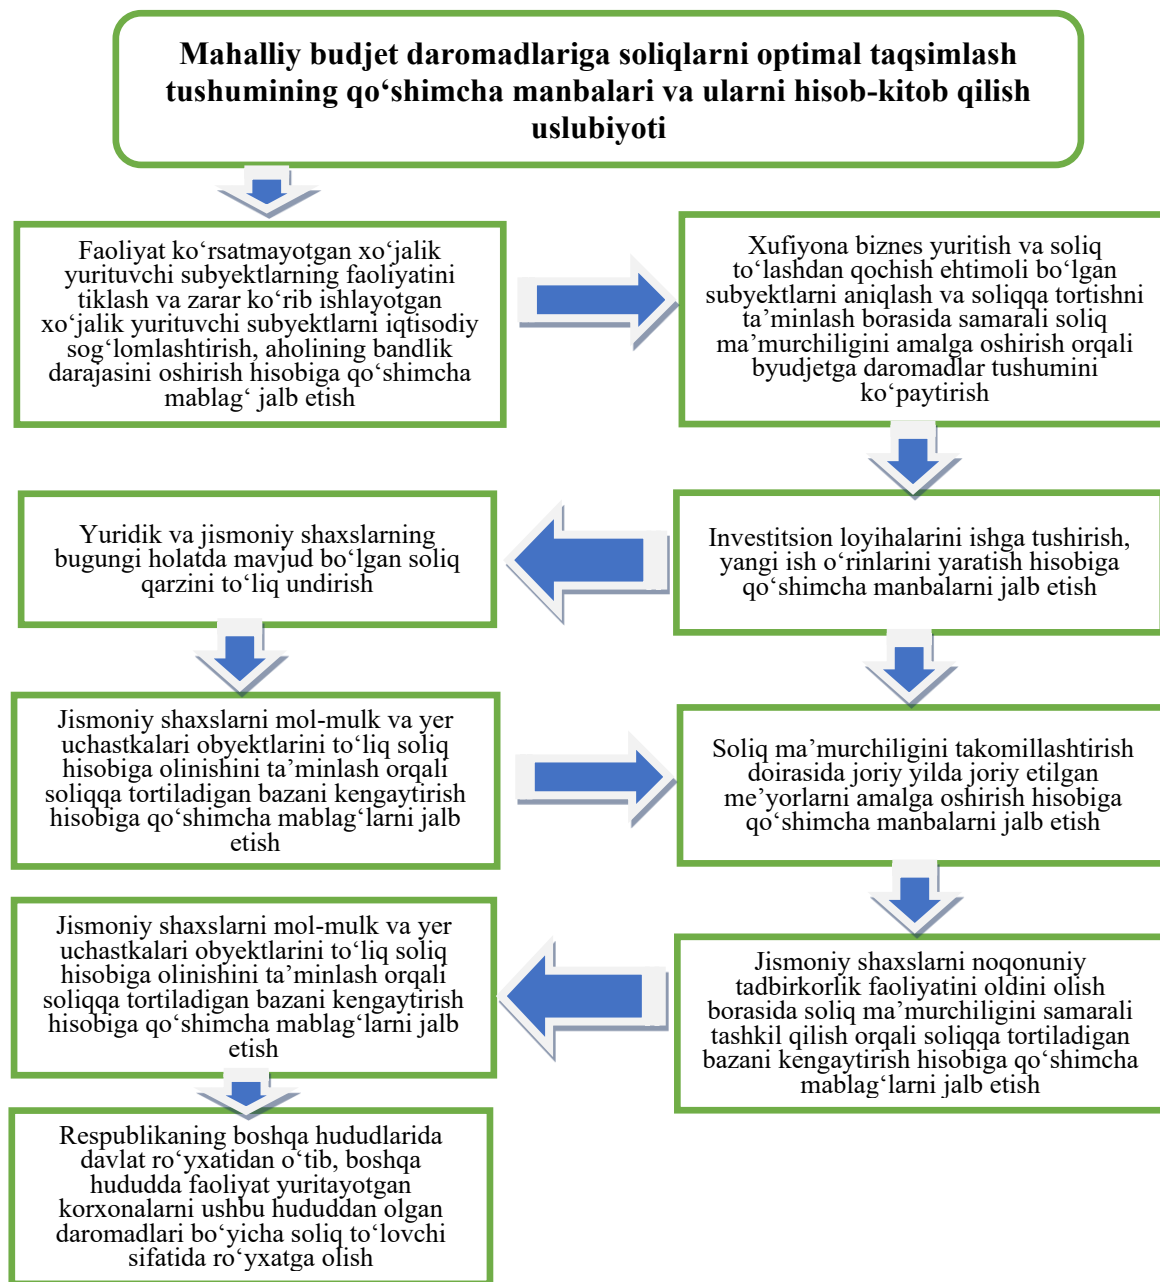 Mahalliy budjet daromadlariga soliqlarni optimal taqsimlash
tushumining qo‘shimcha manbalari va ularni hisob-kitob qilish
uslubiyoti
Faoliyat ko‘rsatmayotgan xo‘jalik
yurituvchi subyektlarning faoliyatini
tiklash va zarar ko‘rib ishlayotgan
xo‘jalik yurituvchi subyektlarni iqtisodiy
sog‘lomlashtirish, aholining bandlik
darajasini oshirish hisobiga qo‘shimcha
mablag‘ jalb etish
Xufiyona biznes yuritish va soliq
to‘lashdan qochish ehtimoli bo‘lgan
subyektlarni aniqlash va soliqqa tortishni
ta’minlash borasida samarali soliq
ma’murchiligini amalga oshirish orqali
byudjetga daromadlar tushumini
ko‘paytirish
Yuridik va jismoniy shaxslarning
bugungi holatda mavjud bo‘lgan soliq
qarzini to‘liq undirish
Investitsion loyihalarini ishga tushirish,
yangi ish o‘rinlarini yaratish hisobiga
qo‘shimcha manbalarni jalb etish
Jismoniy shaxslarni mol-mulk va yer
uchastkalari obyektlarini to‘liq soliq
hisobiga olinishini ta’minlash orqali
soliqqa tortiladigan bazani kengaytirish
hisobiga qo‘shimcha mablag‘larni jalb
etish
Soliq ma’murchiligini takomillashtirish
doirasida joriy yilda joriy etilgan
me’yorlarni amalga oshirish hisobiga
qo‘shimcha manbalarni jalb etish
Jismoniy shaxslarni mol-mulk va yer
uchastkalari obyektlarini to‘liq soliq
hisobiga olinishini ta’minlash orqali
soliqqa tortiladigan bazani kengaytirish
hisobiga qo‘shimcha mablag‘larni jalb
etish
Jismoniy shaxslarni noqonuniy
tadbirkorlik faoliyatini oldini olish
borasida soliq ma’murchiligini samarali
tashkil qilish orqali soliqqa tortiladigan
bazani kengaytirish hisobiga qo‘shimcha
mablag‘larni jalb etish
Respublikaning boshqa hududlarida
davlat ro‘yxatidan o‘tib, boshqa
hududda faoliyat yuritayotgan
korxonalarni ushbu hududdan olgan
daromadlari bo‘yicha soliq to‘lovchi
sifatida ro‘yxatga olish